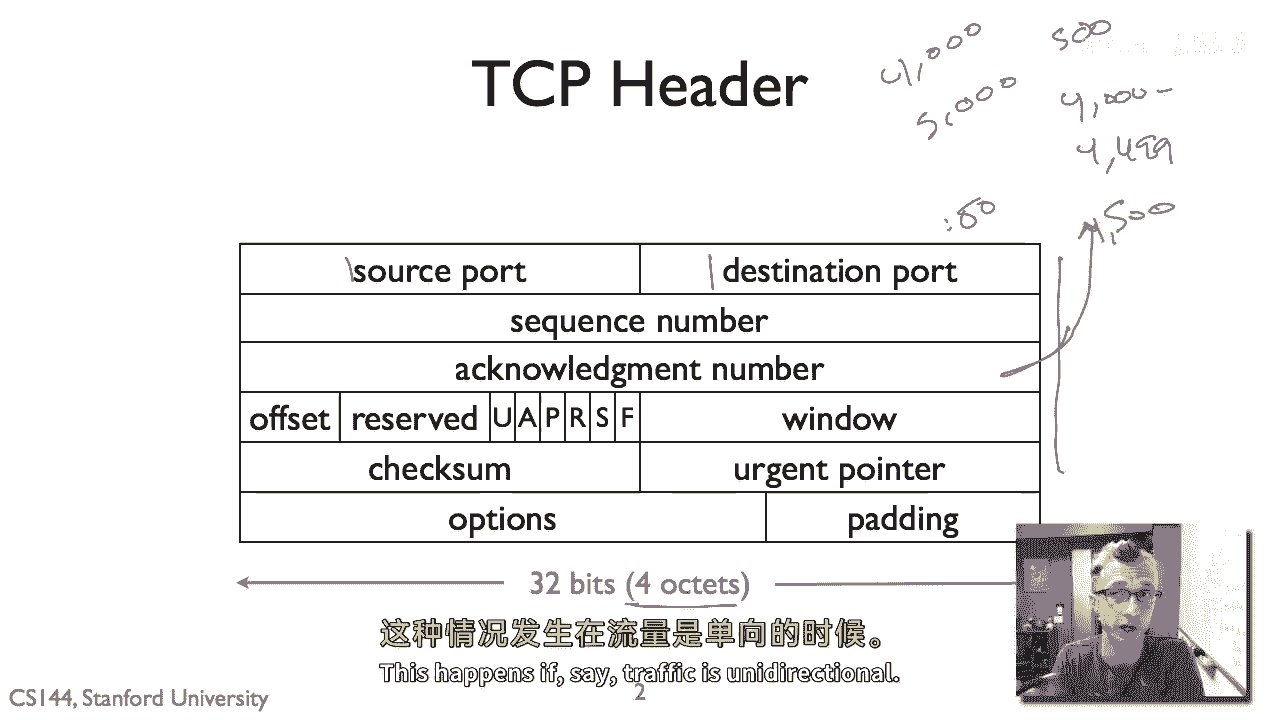 TCP Header
4,000 500
5,000 4,000-
4,499
:80 4,500
source port destination port
sequence number
acknowledgment number
offset reserved U A P R S F window
checksum urgent pointer
options padding
32 bits (4 octets)
这种情况发生在流量是单向的时候。
This happens if, say, traffic is unidirectional.
CS144, Stanford University 2